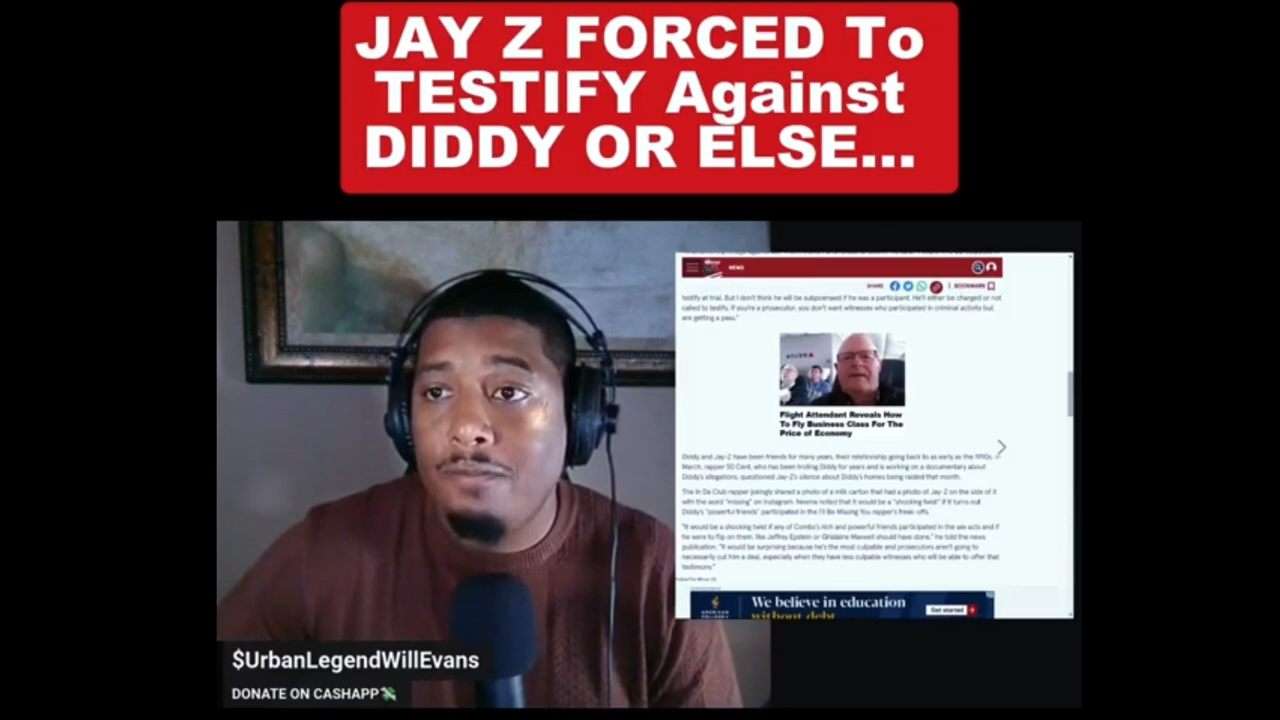 JAY Z FORCED To
TESTIFY Against
DIDDY OR ELSE...
NEWS
SHARE
BOOKMARK
testify at trial. But I don't think he will be subpoenaed if he was a participant. He'll either be charged or not
called to testify. If you're a prosecutor, you don't want witnesses who participated in criminal activity but
are getting a pass."
Flight Attendant Reveals How
To Fly Business Class For The
Price of Economy
Diddy and Jay-Z have been friends for many years, their relationship going back to as early as the 1990s. In
March, rapper 50 Cent, who has been trolling Diddy for years and is working on a documentary about
Diddy's allegations, questioned Jay-Z's silence about Diddy's homes being raided that month.
The In Da Club rapper jokingly shared a photo of a milk carton that had a photo of Jay-Z on the side of it
with the word "missing" on Instagram. Neama noted that it would be a "shocking twist" if it turns out
Diddy's "powerful friends" participated in the I'll Be Missing You rapper's freak-offs.
"It would be a shocking twist if any of Combs's rich and powerful friends participated in the sex acts and if
he were to flip on them, like Jeffrey Epstein or Ghislaine Maxwell should have done," he told the news
publication. "It would be surprising because he's the most culpable and prosecutors aren't going to
necessarily cut him a deal, especially when they have less culpable witnesses who will be able to offer that
testimony."
We believe in education
without debt
Get started
$UrbanLegendWillEvans
DONATE ON CASHAPP